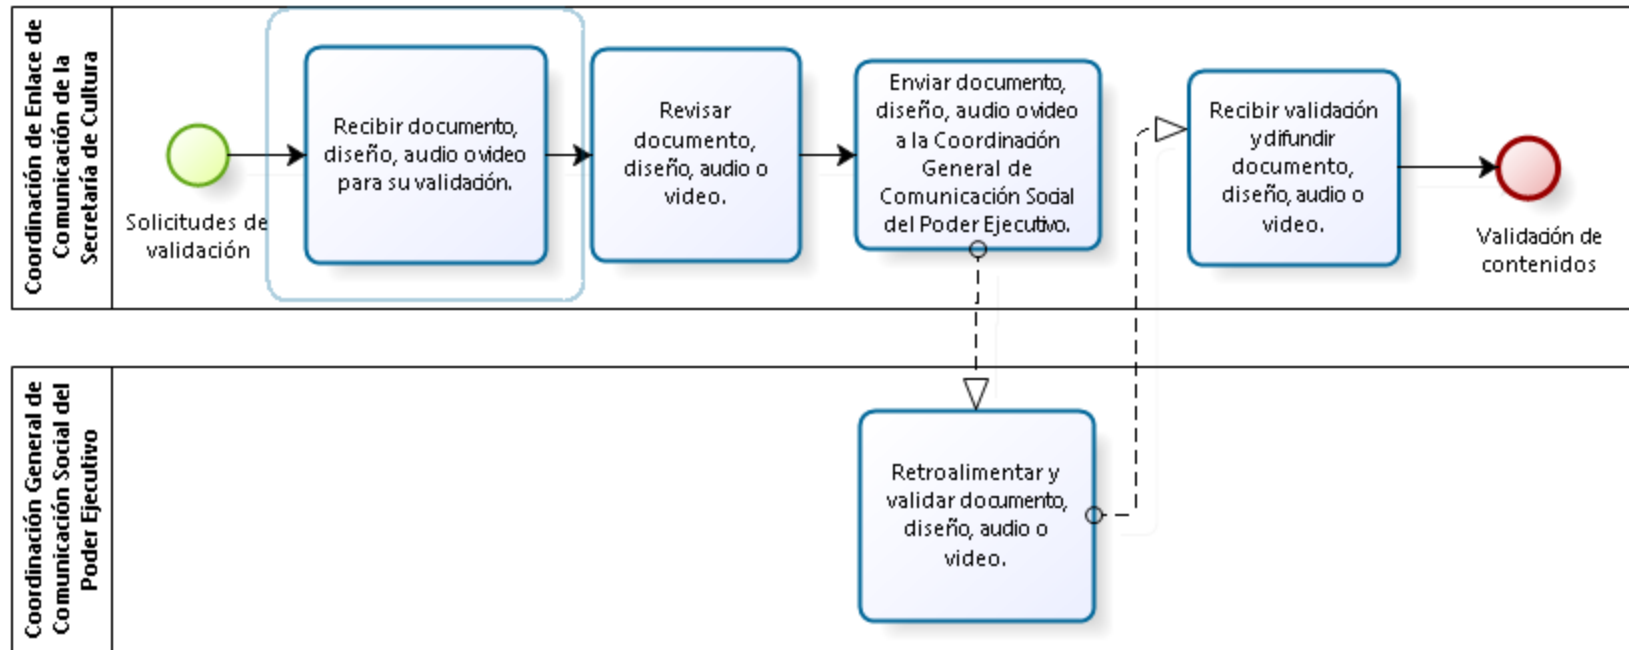 Coordinación de Enlace de
Comunicación de la
Secretaría de Cultura
Solicitudes de
validación
Recibir documento,
diseño, audio ovideo
para su validación.
Revisar
documento,
diseño, audio o
video.
Enviar documento,
diseño, audio ovideo
a la Coordinación
General de
Comunicación Social
del Poder Ejecutivo.
Recibir validación
ydifundir
documento,
diseño, audio o
video.
Validación de
contenidos
Coordinación General de
Comunicación Social del
Poder Ejecutivo
Retroalimentar y
validar documento,
diseño, audio o
video.